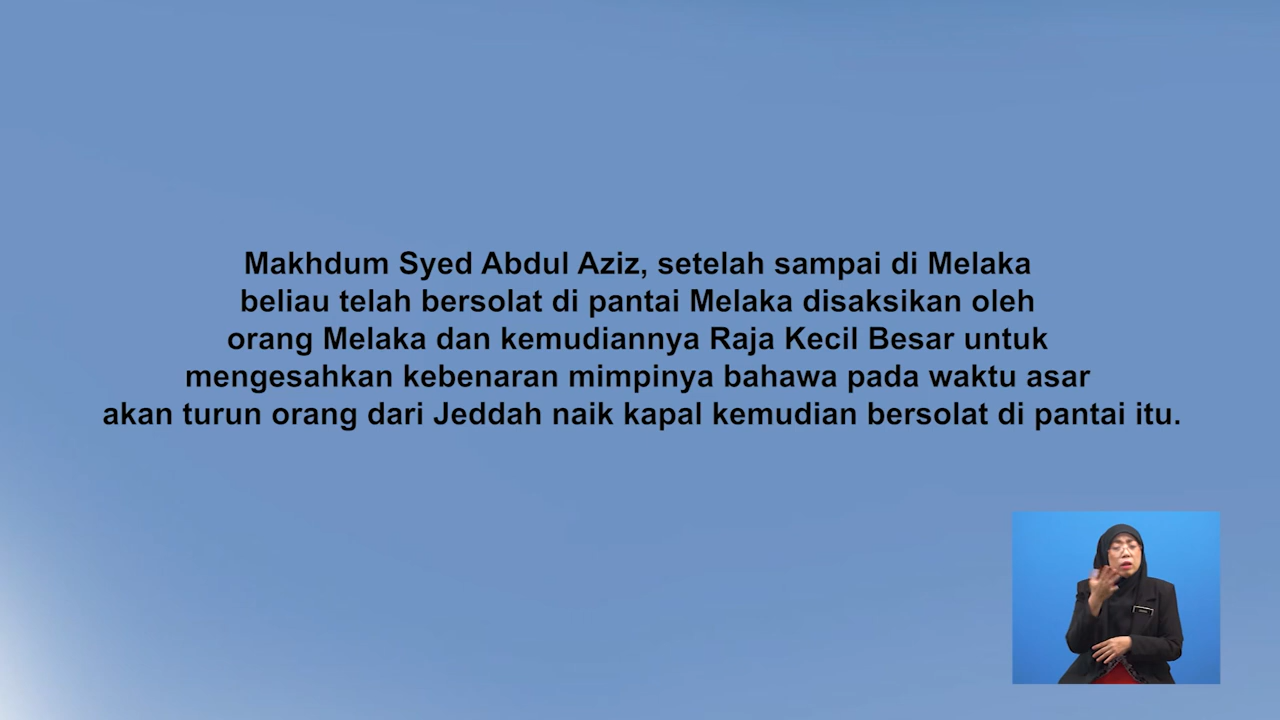 Makhdum Syed Abdul Aziz, setelah sampai di Melaka
beliau telah bersolat di pantai Melaka disaksikan oleh
orang Melaka dan kemudiannya Raja Kecil Besar untuk
mengesahkan kebenaran mimpinya bahawa pada waktu asar
akan turun orang dari Jeddah naik kapal kemudian bersolat di pantai itu.